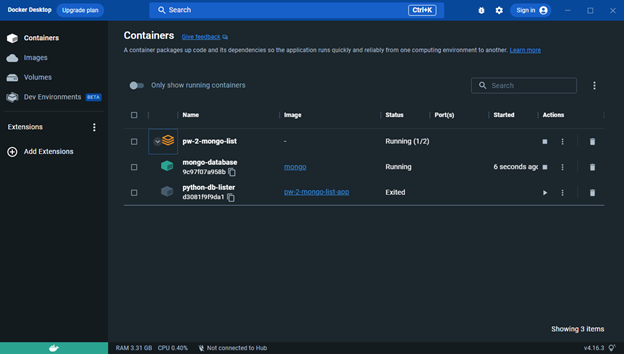 Docker Desktop Upgrade plan Search Ctrl+K Sign in
Containers
Images
Volumes
Dev Environments BETA
Extensions
Add Extensions
Containers Give feedback
A container packages up code and its dependencies so the application runs quickly and reliably from one computing environment to another. Learn more
Only show running containers Search
Name Image Status Port(s) Started Actions
pw-2-mongo-list - Running (1/2)
mongo-database
9c97f07a958b mongo Running 6 seconds ago
python-db-lister
d3081f9f9da1 pw-2-mongo-list-app Exited
Showing 3 items
RAM 3.31 GB CPU 0.40% Not connected to Hub v4.16.3